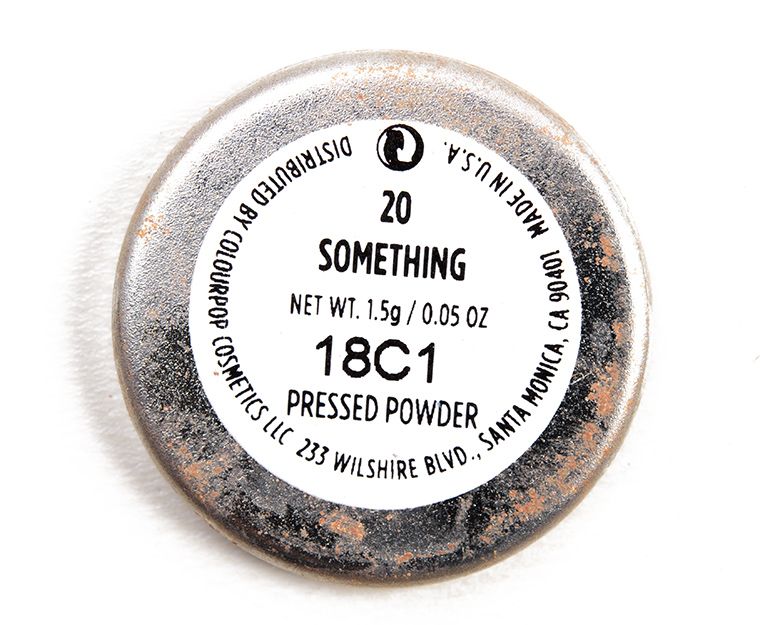 20
SOMETHING
NET WT. 1.5g / 0.05 OZ
18C1
PRESSED POWDER
DISTRIBUTED BY COLOURPOP COSMETICS LLC 233 WILSHIRE BLVD., SANTA MONICA, CA 90401 MADE IN U.S.A.